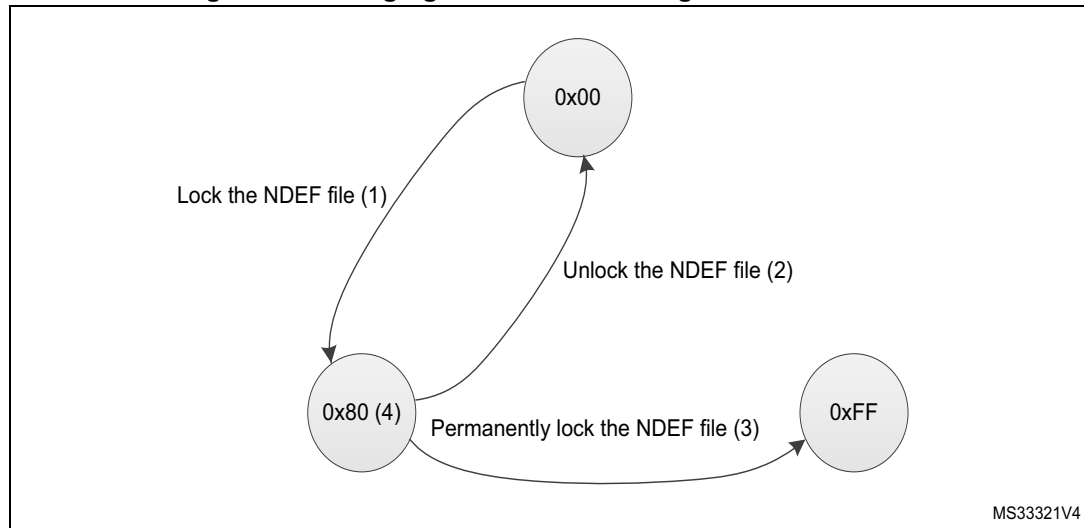 0x00
Lock the NDEF file (1)
Unlock the NDEF file (2)
0x80 (4)
Permanently lock the NDEF file (3)
0xFF
MS33321V4